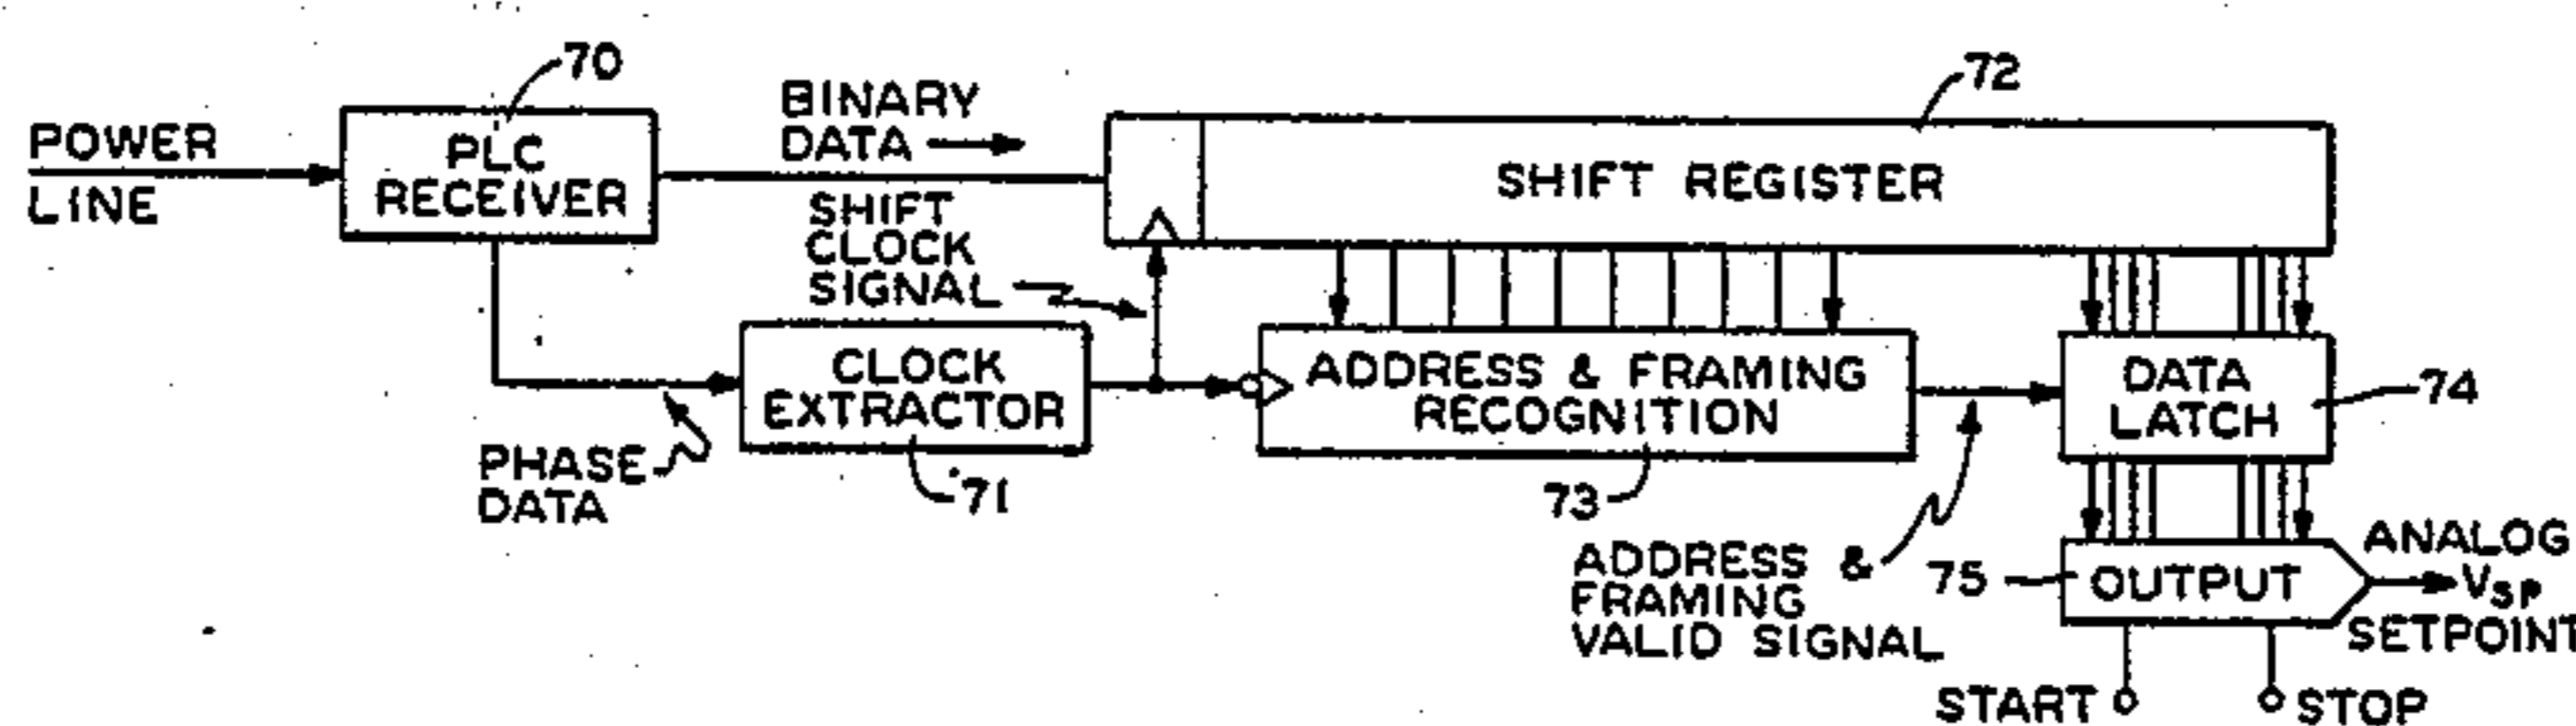 POWER
LINE
70
PLC
RECEIVER
BINARY
DATA
SHIFT
CLOCK
SIGNAL
72
SHIFT REGISTER
PHASE
DATA
CLOCK
EXTRACTOR
71
ADDRESS & FRAMING
RECOGNITION
73
ADDRESS &
FRAMING
VALID SIGNAL
DATA
LATCH
74
75
OUTPUT
ANALOG
VSP
SETPOINT
START
STOP